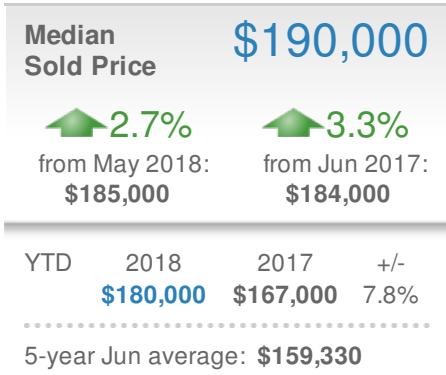 Median
Sold Price
$190,000
2.7%
from May 2018:
$185,000
3.3%
from Jun 2017:
$184,000
YTD 2018 2017 +/-
$180,000 $167,000 7.8%
5-year Jun average: $159,330